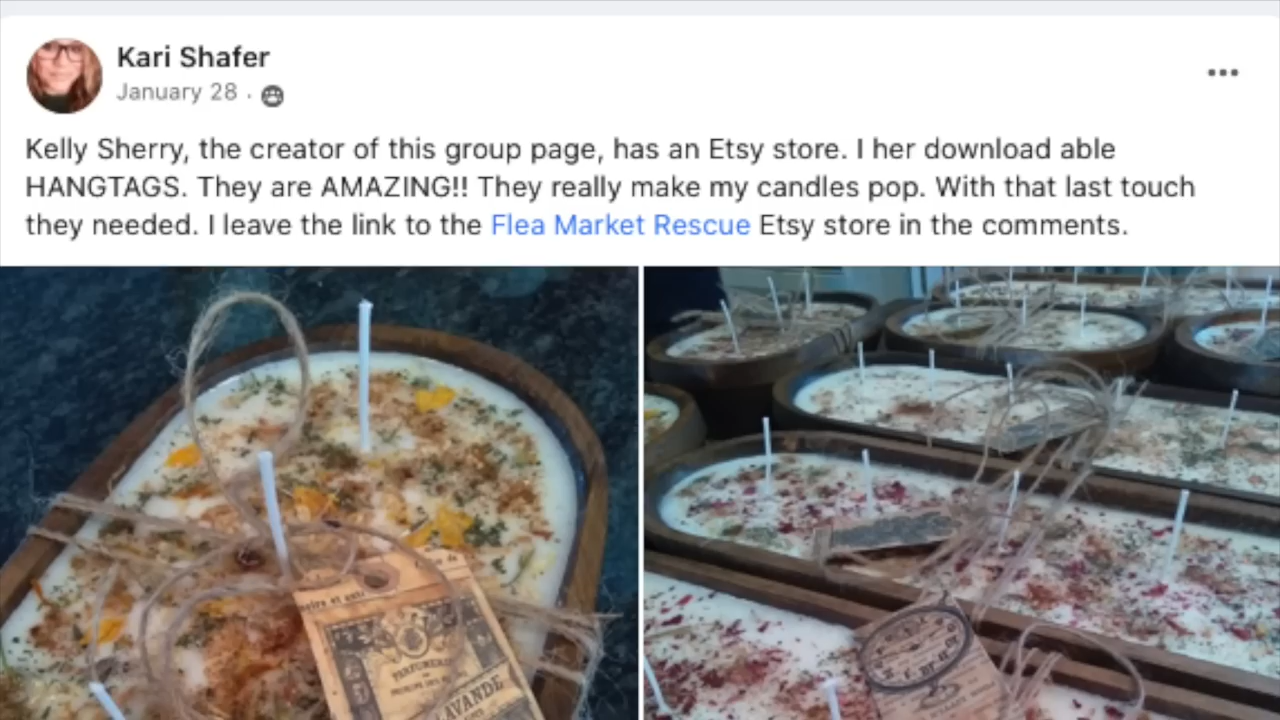 Kari Shafer
January 28 ·
Kelly Sherry, the creator of this group page, has an Etsy store. I her download able
HANGTAGS. They are AMAZING!! They really make my candles pop. With that last touch
they needed. I leave the link to the Flea Market Rescue Etsy store in the comments.
PARFUMERIE
LAVANDE